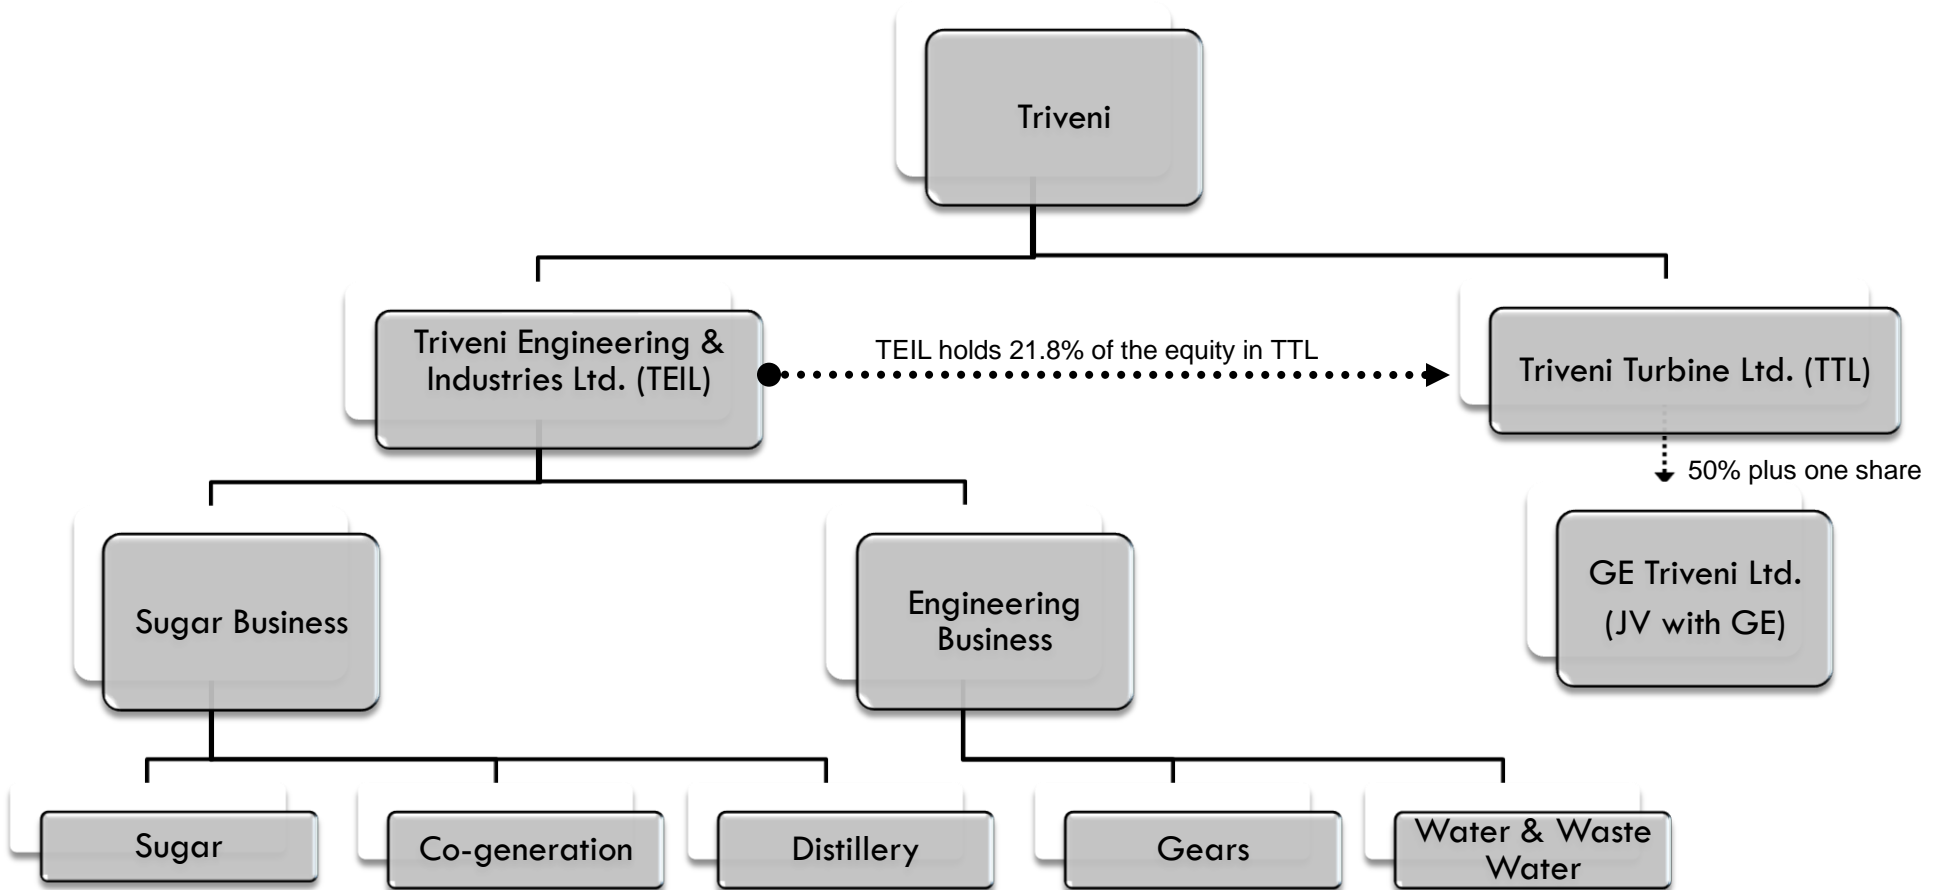 Triveni
Triveni Engineering &
Industries Ltd. (TEIL)
TEIL holds 21.8% of the equity in TTL
Triveni Turbine Ltd. (TTL)
50% plus one share
Sugar Business
Engineering
Business
GE Triveni Ltd.
(JV with GE)
Sugar
Co-generation
Distillery
Gears
Water & Waste
Water